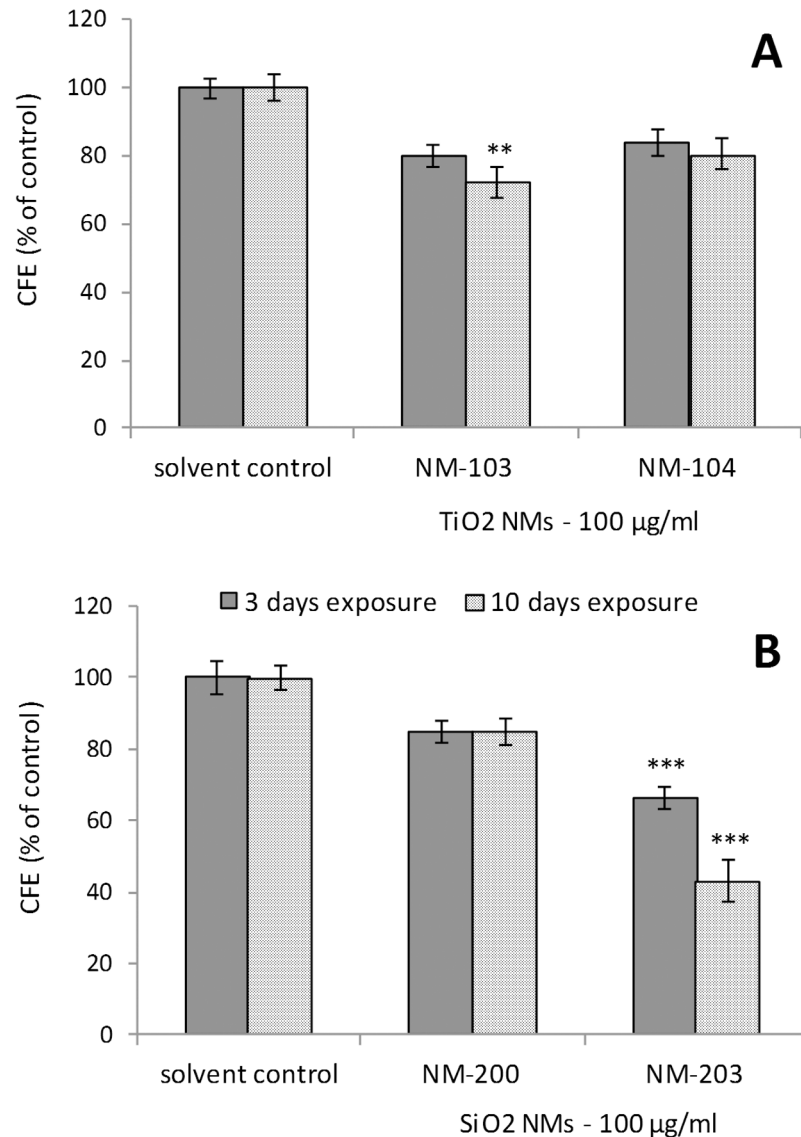 A
CFE (% of control)
120
100
80
60
40
20
0
**
solvent control NM-103 NM-104
TiO2 NMs - 100 µg/ml
3 days exposure 10 days exposure
B
CFE (% of control)
120
100
80
60
40
20
0
***
***
solvent control NM-200 NM-203
SiO2 NMs - 100 µg/ml